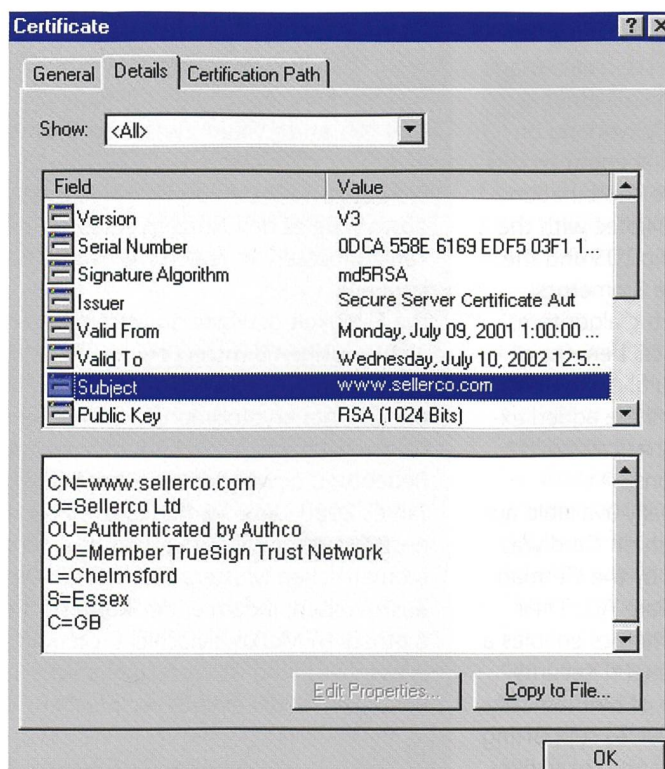 Certificate
General Details Certification Path
Show: <All>
Field Value
Version V3
Serial Number 0DCA 558E 6169 EDF5 03F1 1...
Signature Algorithm md5RSA
Issuer Secure Server Certificate Aut
Valid From Monday, July 09, 2001 1:00:00 ...
Valid To Wednesday, July 10, 2002 12:5...
Subject www.sellerco.com
Public Key RSA (1024 Bits)
CN=www.sellerco.com
O=Sellerco Ltd
OU=Authenticated by Authco
OU=Member TrueSign Trust Network
L=Chelmsford
S=Essex
C=GB
Edit Properties... Copy to File...
OK